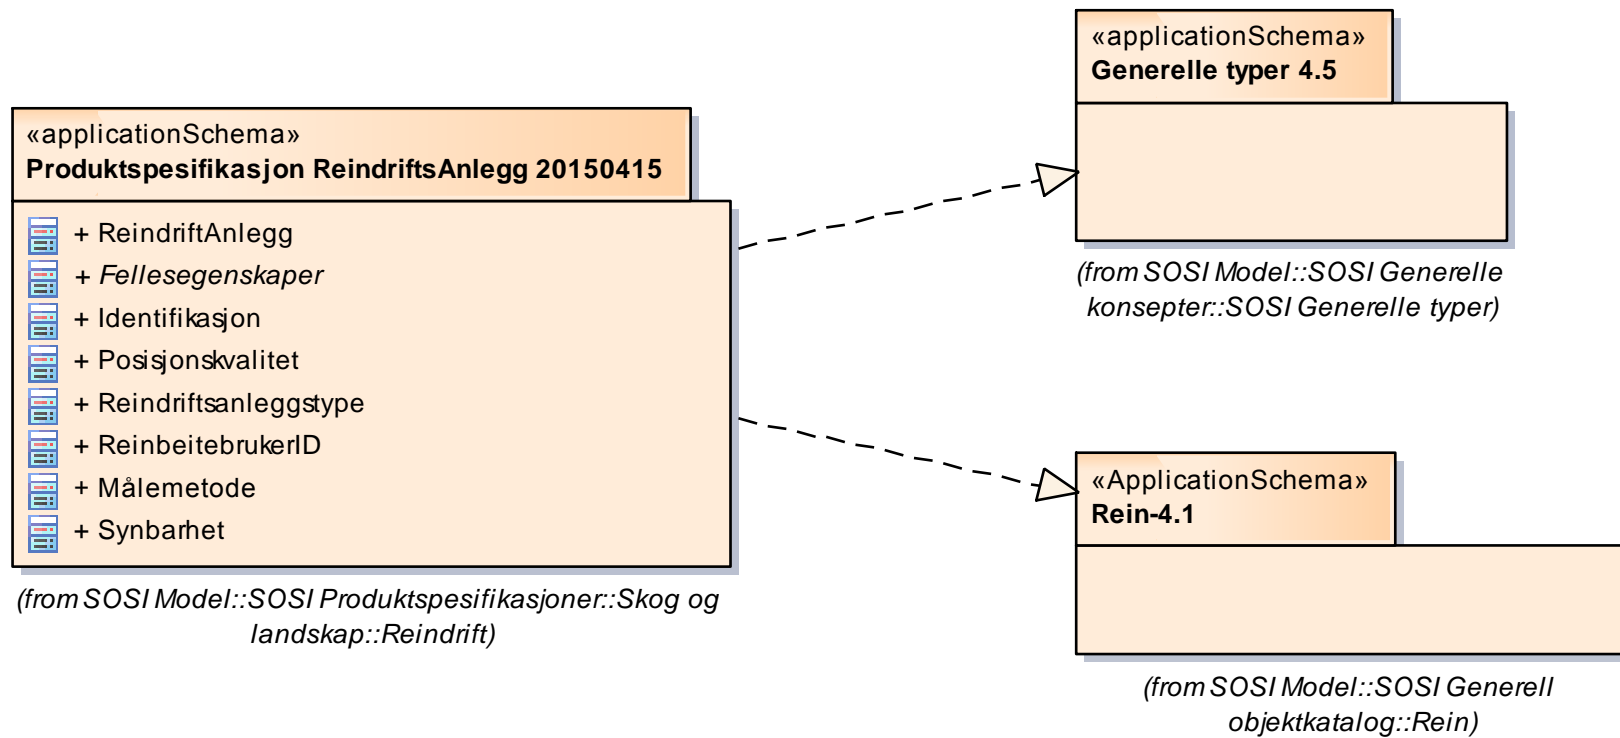 «applicationSchema»
Produktspesifikasjon ReindriftsAnlegg 20150415
+ ReindriftAnlegg
+ Fellesegenskaper
+ Identifikasjon
+ Posisjonskvalitet
+ Reindriftsanleggstype
+ ReinbeitebrukerID
+ Målemetode
+ Synbarhet
(from SOSI Model::SOSI Produktspesifikasjoner::Skog og
landskap::Reindrift)
«applicationSchema»
Generelle typer 4.5
(from SOSI Model::SOSI Generelle
konsepter::SOSI Generelle typer)
«ApplicationSchema»
Rein-4.1
(from SOSI Model::SOSI Generell
objektkatalog::Rein)